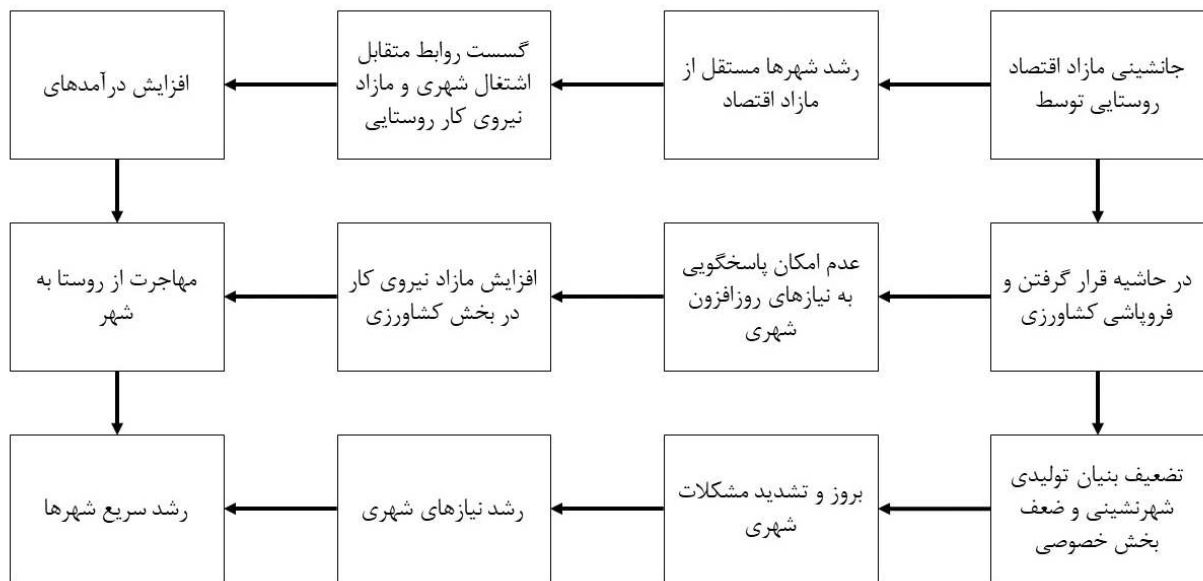 جانشینی مازاد اقتصاد
روستایی توسط
رشد شهرها مستقل از
مازاد اقتصاد
گسست روابط متقابل
اشتغال شهری و مازاد
نیروی کار روستایی
افزایش درآمدهای
در حاشیه قرار گرفتن و
فروپاشی کشاورزی
عدم امکان پاسخگویی
به نیازهای روزافزون
شهری
افزایش مازاد نیروی کار
در بخش کشاورزی
مهاجرت از روستا به
شهر
تضعیف بنیان تولیدی
شهرنشینی و ضعف
بخش خصوصی
بروز و تشدید مشکلات
شهری
رشد نیازهای شهری
رشد سریع شهرها